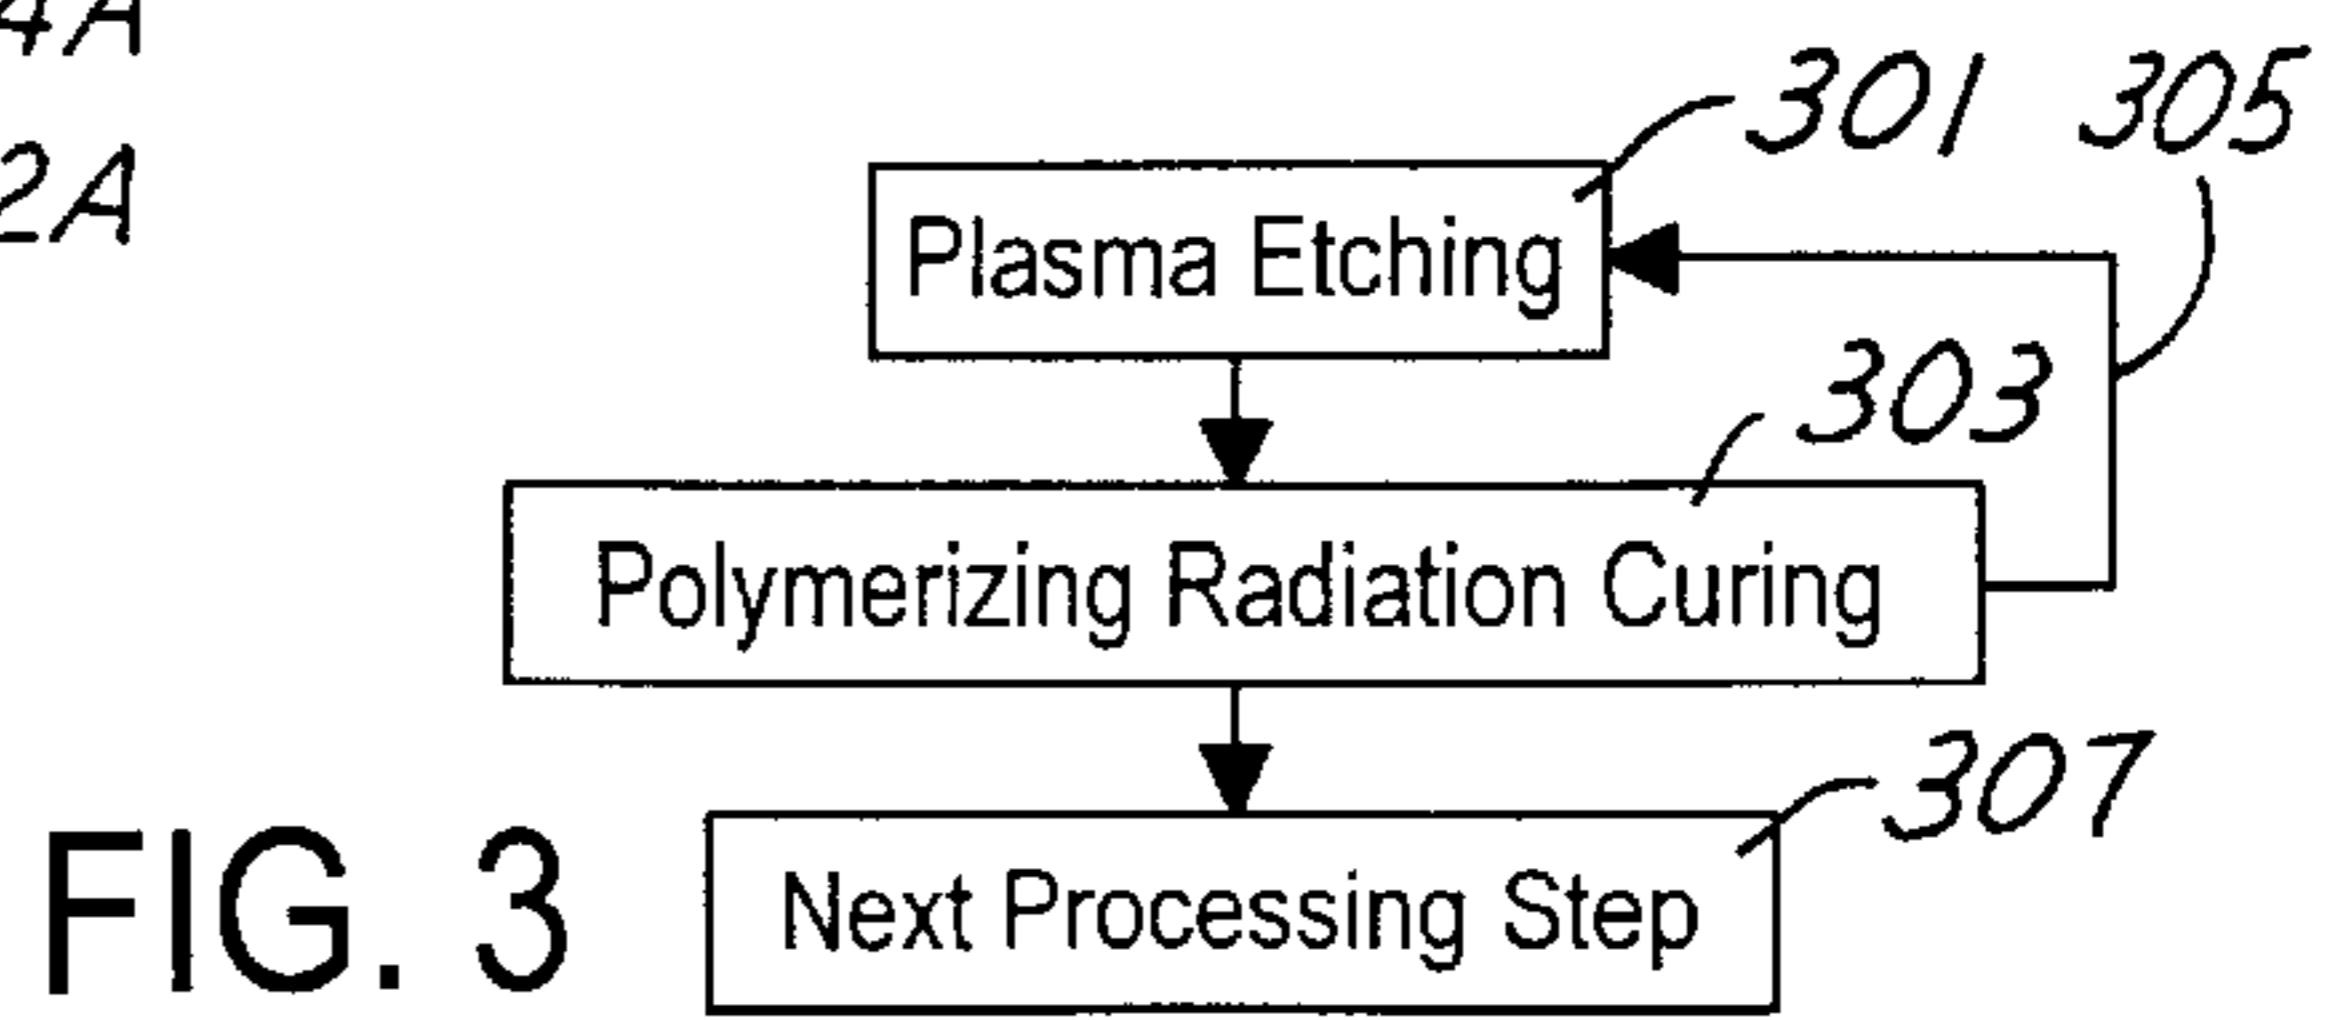 4A
2A
301 305
Plasma Etching
303
Polymerizing Radiation Curing
307
Next Processing Step
FIG. 3